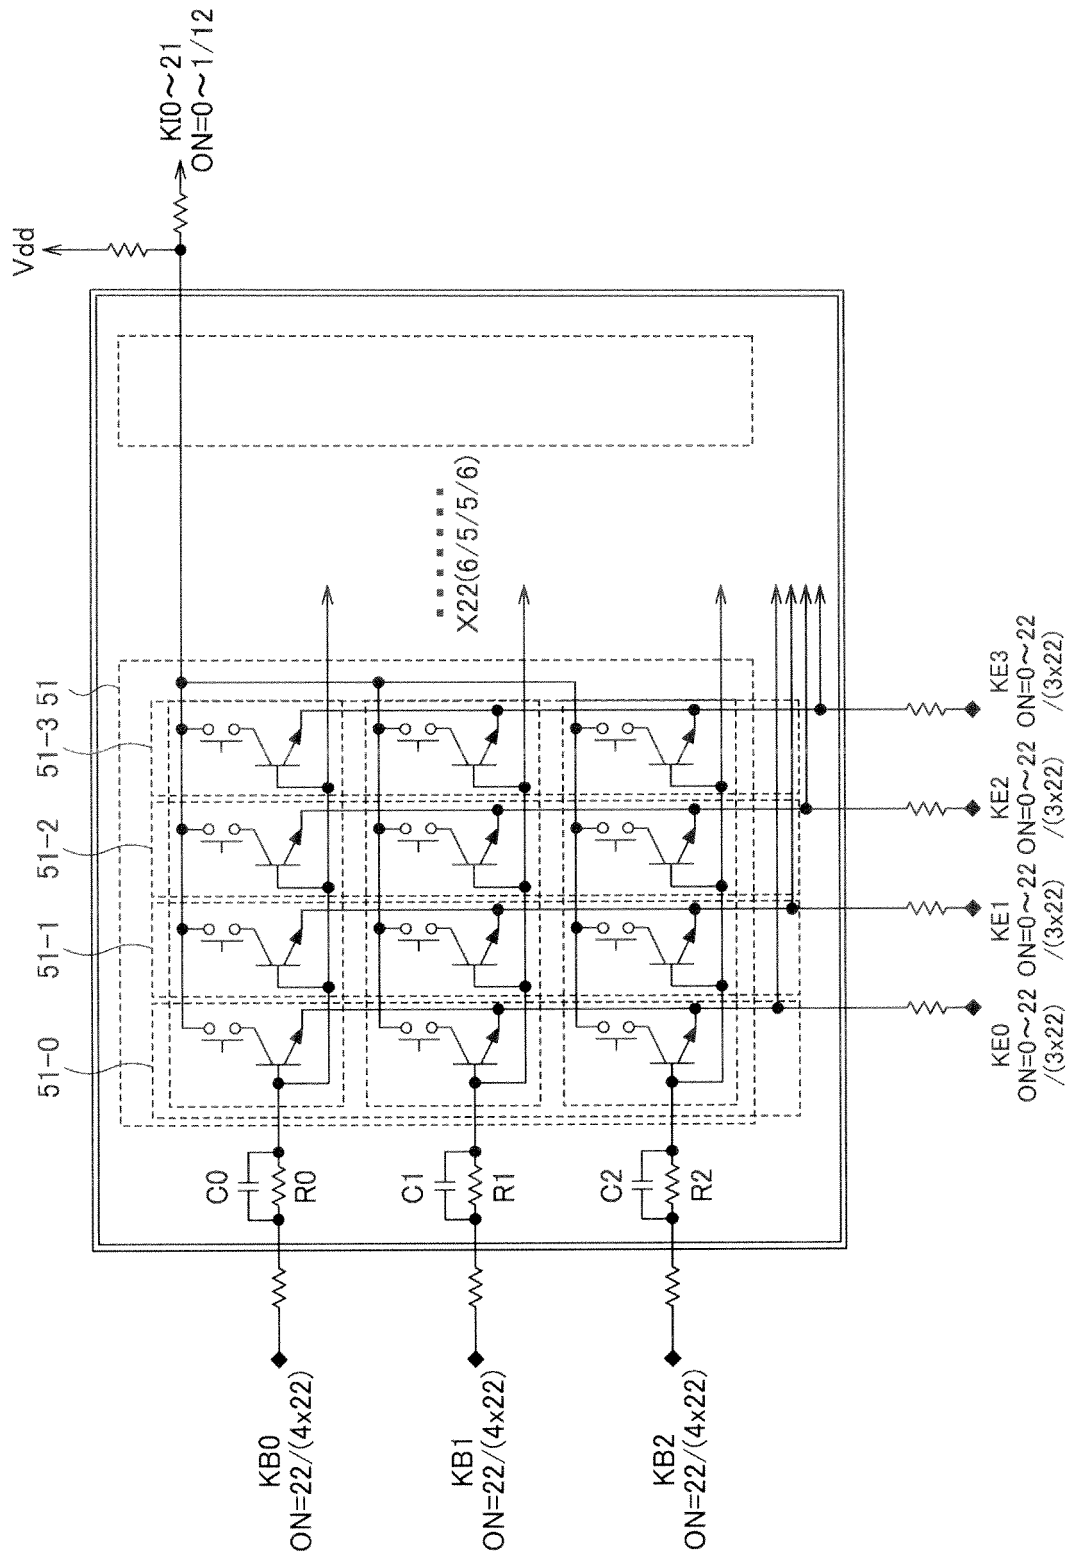 Vdd
KI0～21
ON=0～1/12
51
51-3
51-2
51-1
51-0
X22(6/5/5/6)
C0
R0
C1
R1
C2
R2
KB0
ON=22/(4x22)
KB1
ON=22/(4x22)
KB2
ON=22/(4x22)
KE0
ON=0～22
/(3x22)
KE1
ON=0～22
/(3x22)
KE2
ON=0～22
/(3x22)
KE3
ON=0～22
/(3x22)